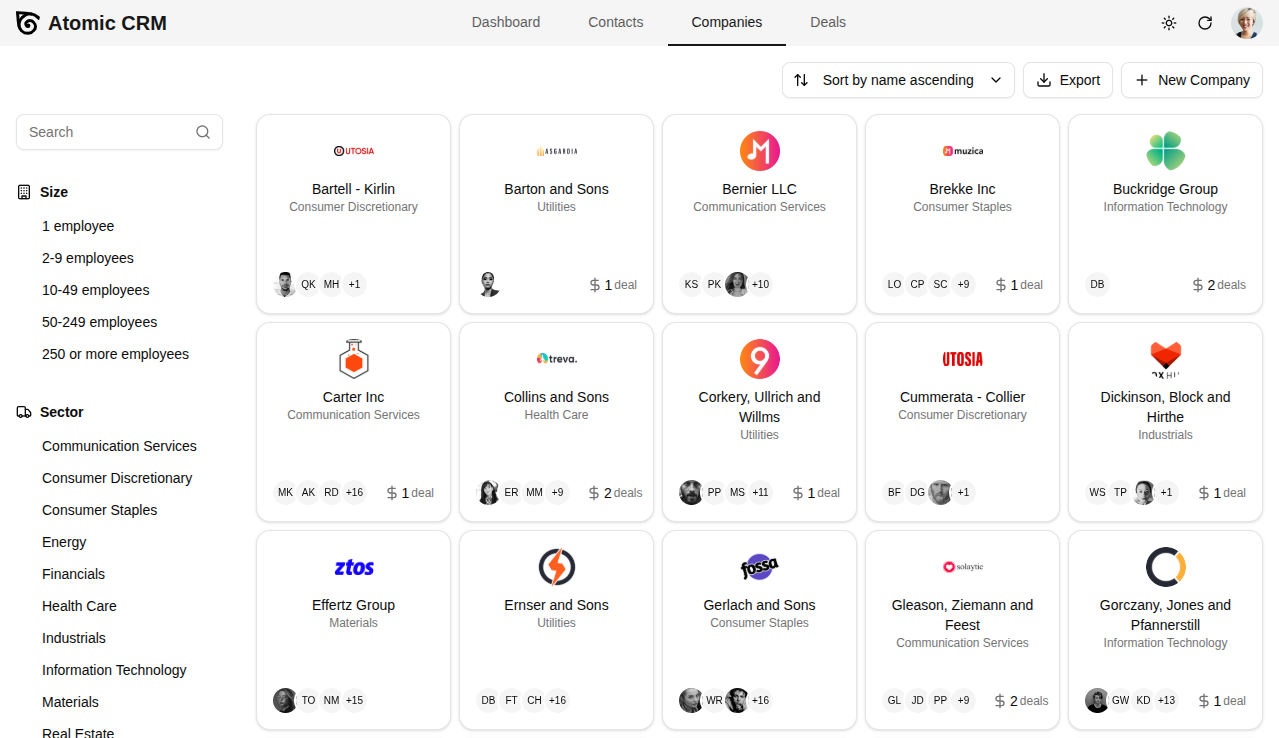 Atomic CRM
Dashboard
Contacts
Companies
Deals
Sort by name ascending
Export
New Company
Search
Size
1 employee
2-9 employees
10-49 employees
50-249 employees
250 or more employees
Sector
Communication Services
Consumer Discretionary
Consumer Staples
Energy
Financials
Health Care
Industrials
Information Technology
Materials
Real Estate
UTOSIA
Bartell - Kirlin
Consumer Discretionary
QK MH +1
ASGARDIA
Barton and Sons
Utilities
1 deal
Bernier LLC
Communication Services
KS PK +10
muzica
Brekke Inc
Consumer Staples
LO CP SC +9 1 deal
Buckridge Group
Information Technology
DB 2 deals
Carter Inc
Communication Services
MK AK RD +16 1 deal
treva.
Collins and Sons
Health Care
ER MM +9 2 deals
9
Corkery, Ullrich and
Willms
Utilities
PP MS +11 1 deal
UTOSIA
Cummerata - Collier
Consumer Discretionary
BF DG +1
Dickinson, Block and
Hirthe
Industrials
WS TP +1 1 deal
ztos
Effertz Group
Materials
TO NM +15
Ernser and Sons
Utilities
DB FT CH +16
fossa
Gerlach and Sons
Consumer Staples
WR +16
solaytic
Gleason, Ziemann and
Feest
Communication Services
GL JD PP +9 2 deals
Gorczany, Jones and
Pfannerstill
Information Technology
GW KD +13 1 deal